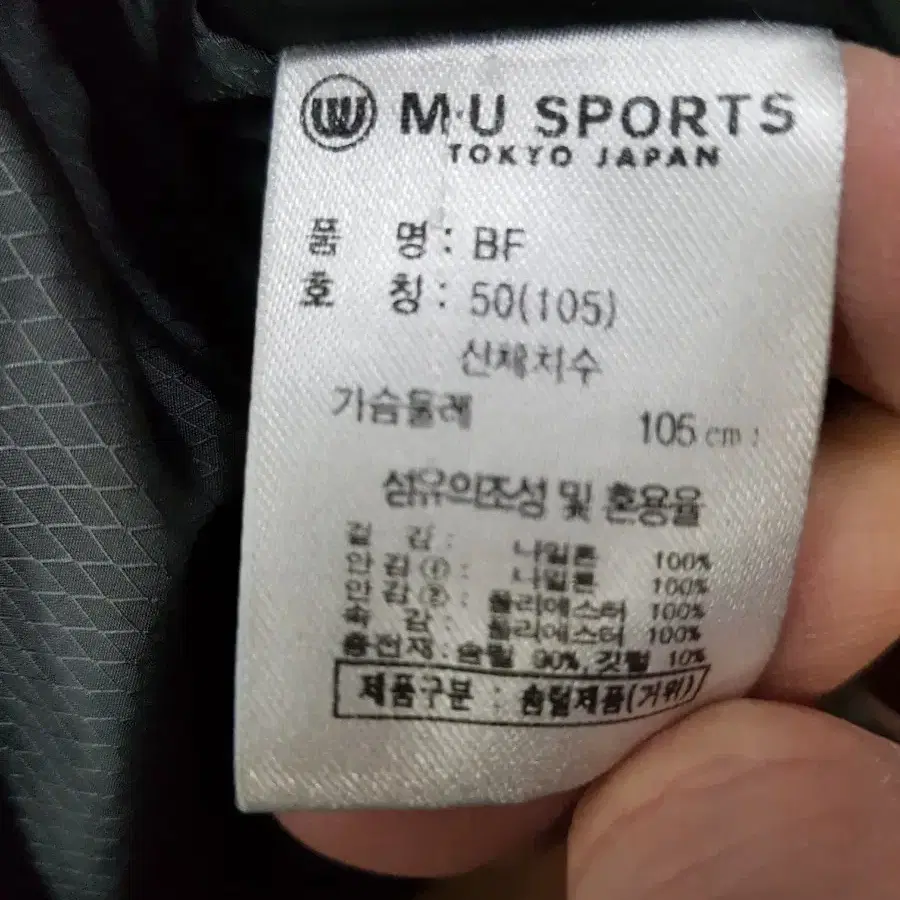 M·U SPORTS
TOKYO JAPAN
품 명 : BF
호 칭 : 50(105)
신체치수
가슴둘레 105 cm
섬유의조성 및 혼용율
겉 감 : 나일론 100%
안 감 ① : 나일론 100%
안 감 ② : 폴리에스터 100%
속 감 : 폴리에스터 100%
충전재 : 솜털 90%, 깃털 10%
제품구분 : 솜털제품(거위)